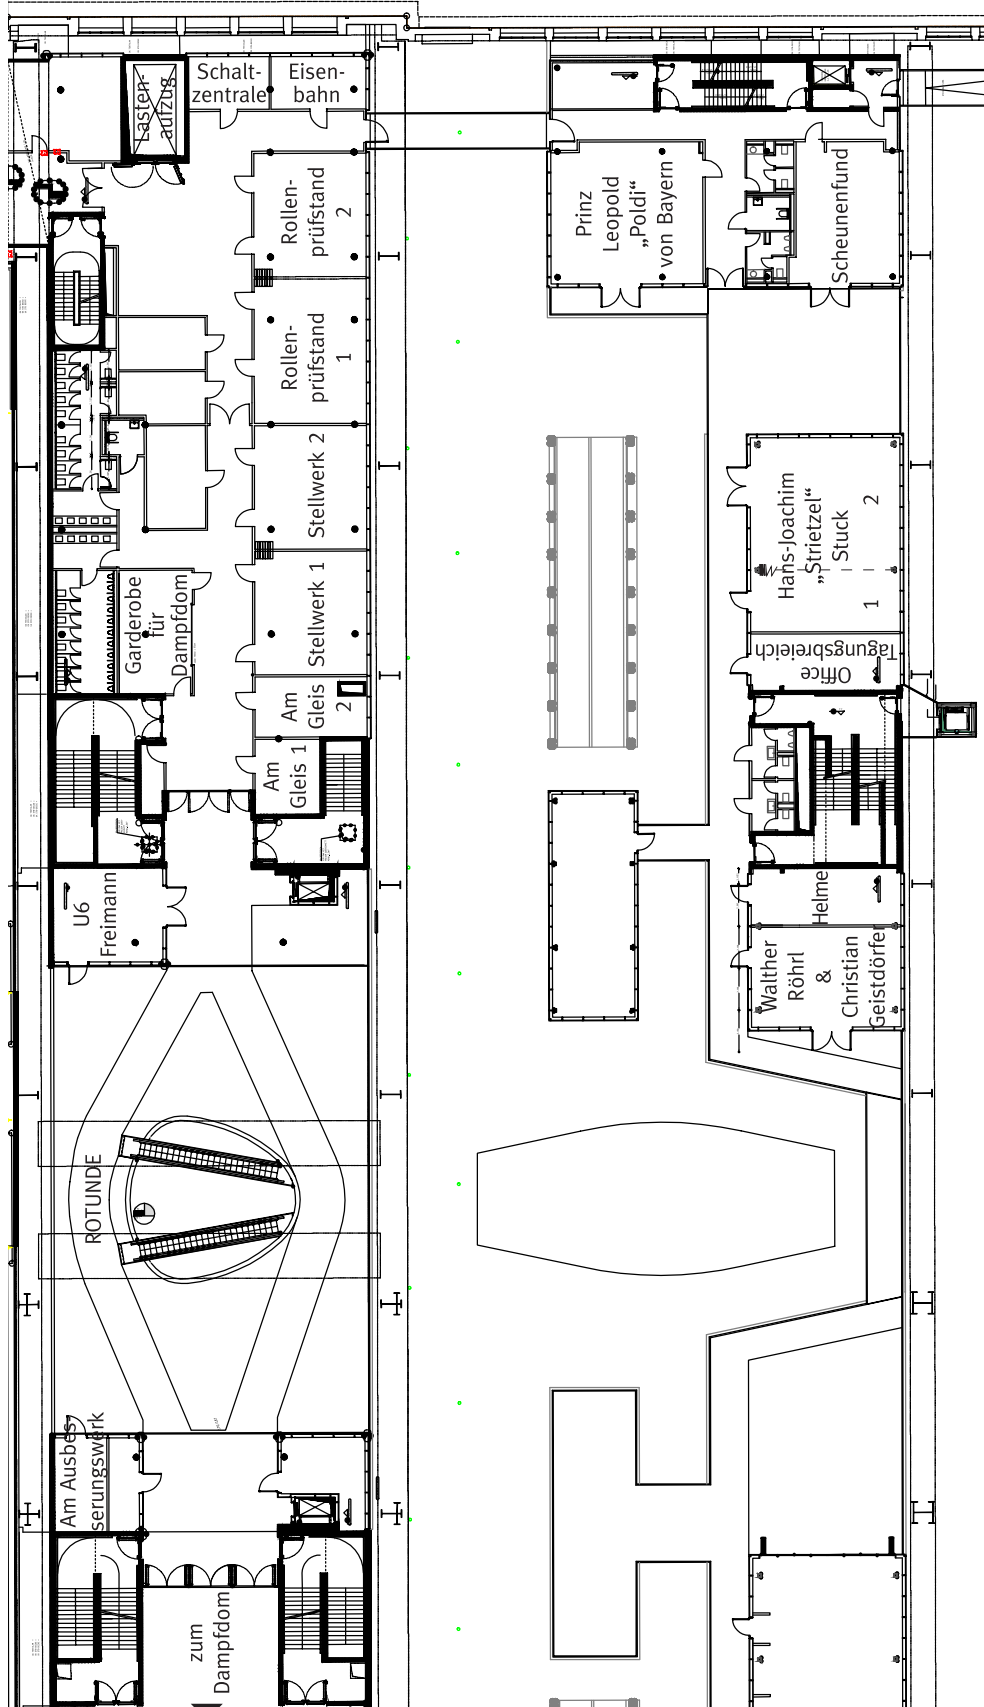 Lasten-
aufzug
Schalt-
zentrale
Eisen-
bahn
Rollen-
prüfstand
2
Prinz
Leopold
„Poldi“
von Bayern
Scheunenfund
Rollen-
prüfstand
1
Stellwerk 2
Hans-Joachim
„Strietzel“
Stuck
1 2
Stellwerk 1
Garderobe
für
Dampfdom
Office
Tagungsbreieich
Am
Gleis
2
Am
Gleis 1
U6
Freimann
Helme
Walther
Röhrl
&
Christian
Geistdörfer
ROTUNDE
Am Ausbes-
serungswerk
zum
Dampfdom